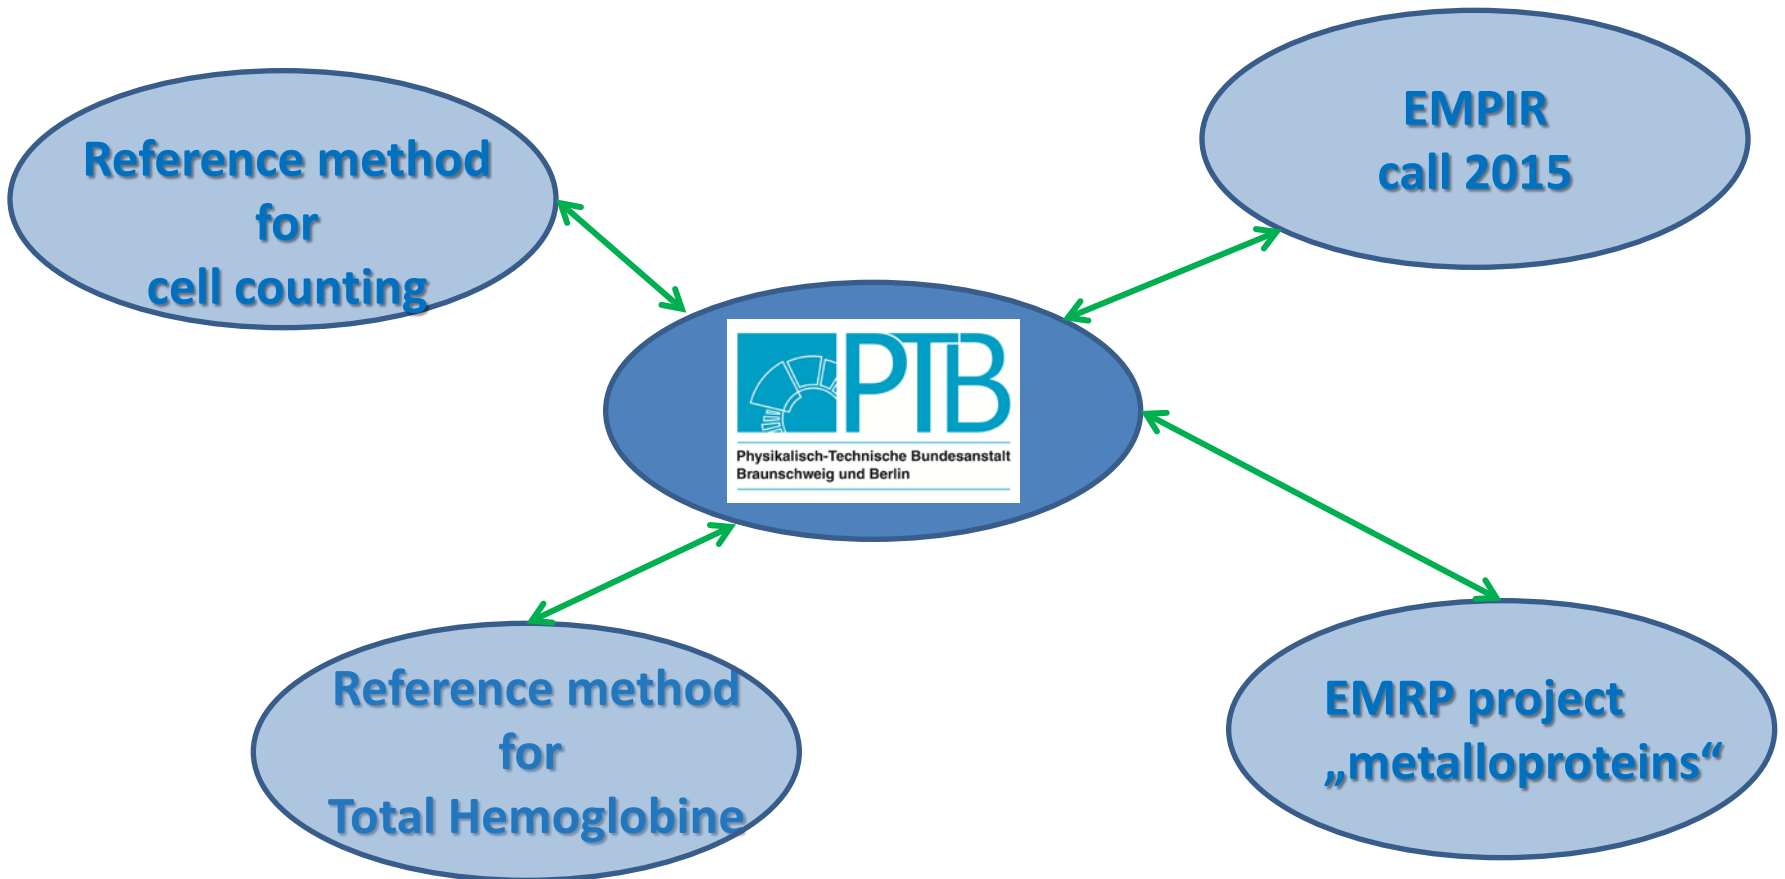 Reference method
for
cell counting
EMPIR
call 2015
PTB
Physikalisch-Technische Bundesanstalt
Braunschweig und Berlin
Reference method
for
Total Hemoglobine
EMRP project
„metalloproteins“